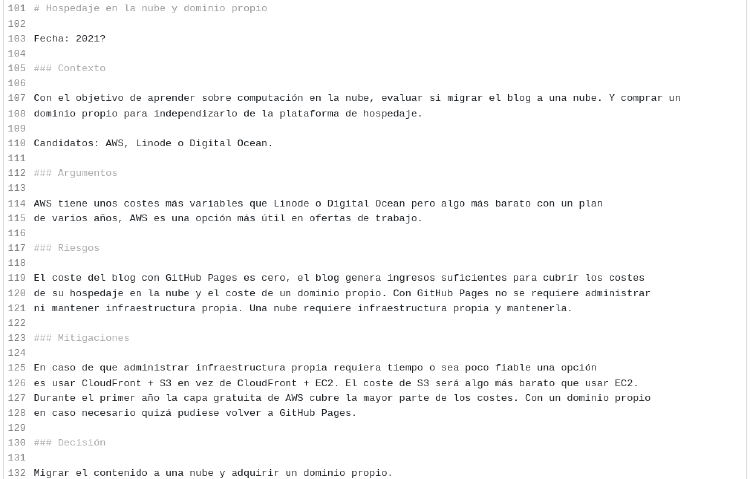 101 # Hospedaje en la nube y dominio propio
102
103 Fecha: 2021?
104
105 ### Contexto
106
107 Con el objetivo de aprender sobre computación en la nube, evaluar si migrar el blog a una nube. Y comprar un
108 dominio propio para independizarlo de la plataforma de hospedaje.
109
110 Candidatos: AWS, Linode o Digital Ocean.
111
112 ### Argumentos
113
114 AWS tiene unos costes más variables que Linode o Digital Ocean pero algo más barato con un plan
115 de varios años, AWS es una opción más útil en ofertas de trabajo.
116
117 ### Riesgos
118
119 El coste del blog con GitHub Pages es cero, el blog genera ingresos suficientes para cubrir los costes
120 de su hospedaje en la nube y el coste de un dominio propio. Con GitHub Pages no se requiere administrar
121 ni mantener infraestructura propia. Una nube requiere infraestructura propia y mantenerla.
122
123 ### Mitigaciones
124
125 En caso de que administrar infraestructura propia requiera tiempo o sea poco fiable una opción
126 es usar CloudFront + S3 en vez de CloudFront + EC2. El coste de S3 será algo más barato que usar EC2.
127 Durante el primer año la capa gratuita de AWS cubre la mayor parte de los costes. Con un dominio propio
128 en caso necesario quizá pudiese volver a GitHub Pages.
129
130 ### Decisión
131
132 Migrar el contenido a una nube y adquirir un dominio propio.